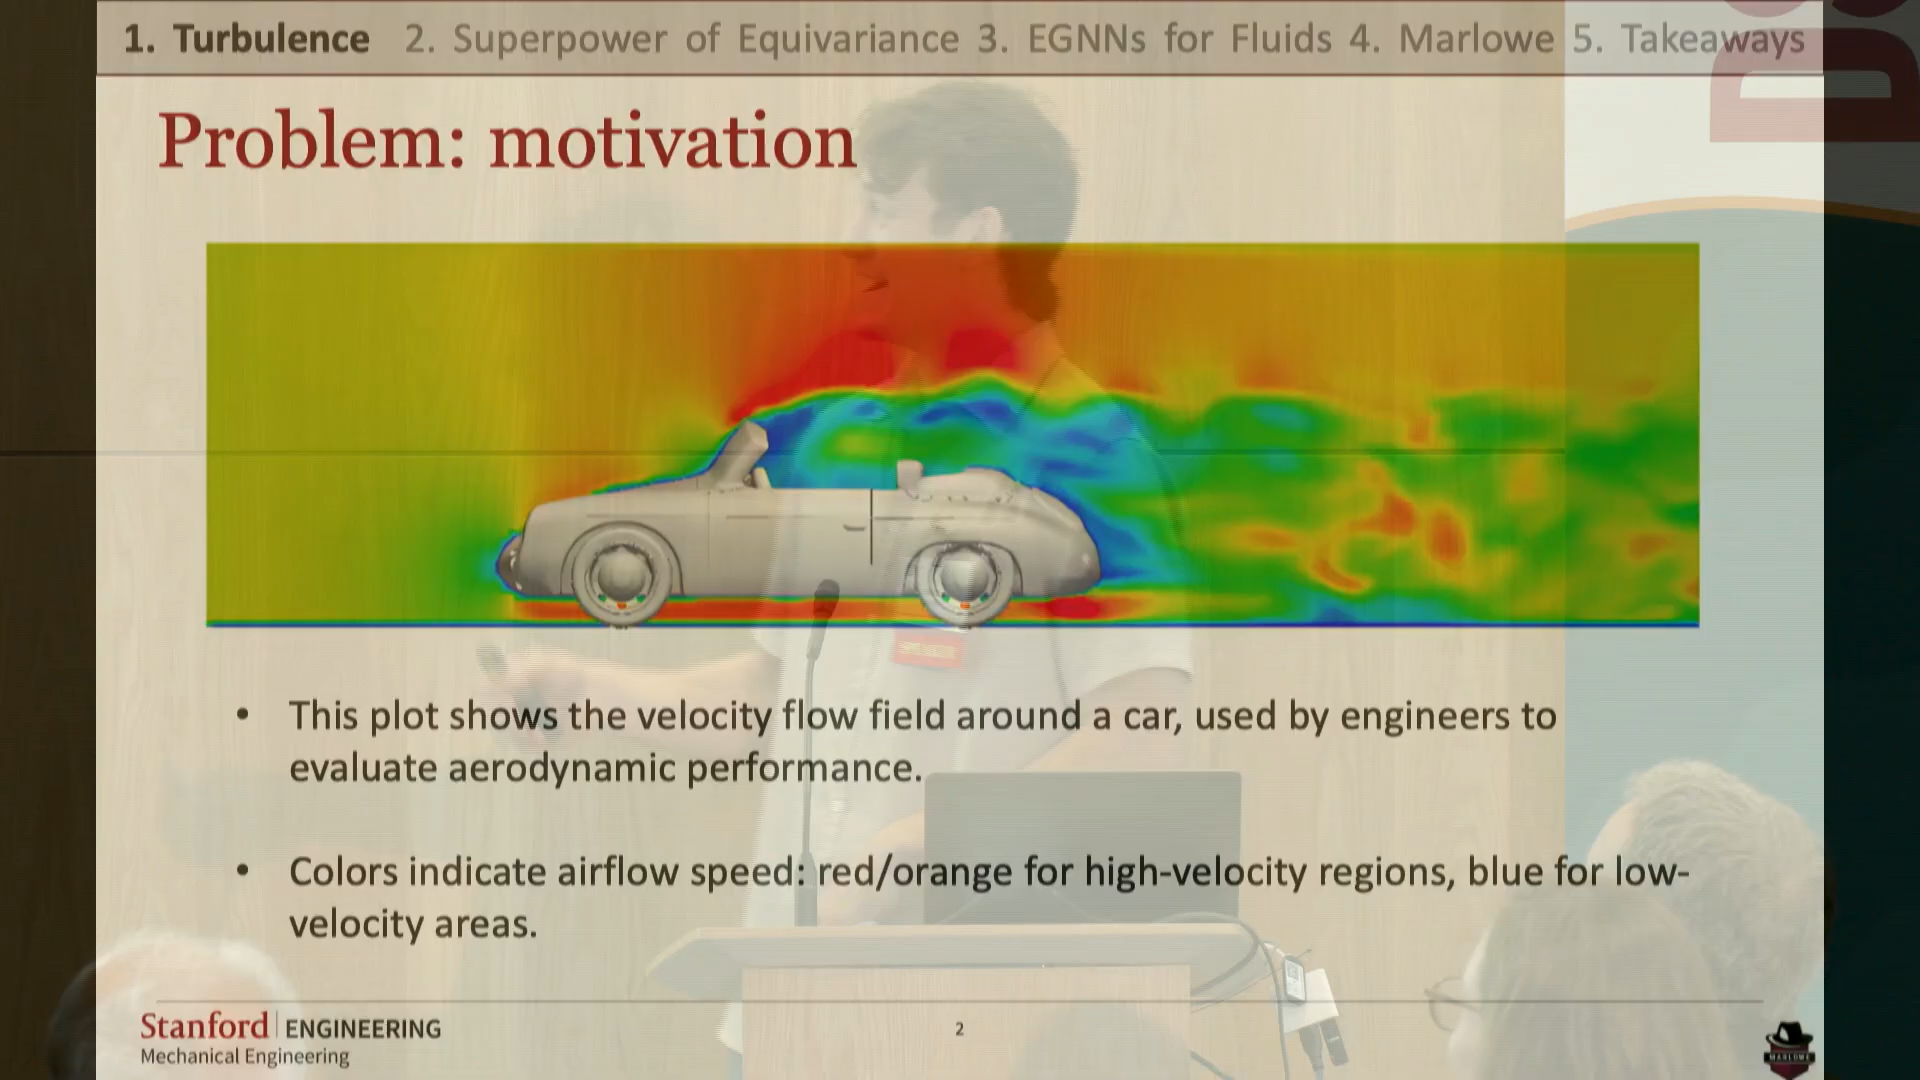 1. Turbulence 2. Superpower of Equivariance 3. EGNNs for Fluids 4. Marlowe 5. Takeaways
Problem: motivation
• This plot shows the velocity flow field around a car, used by engineers to
evaluate aerodynamic performance.
• Colors indicate airflow speed: red/orange for high-velocity regions, blue for low-
velocity areas.
Stanford | ENGINEERING
Mechanical Engineering
2
MARLOWE
SPEAKER